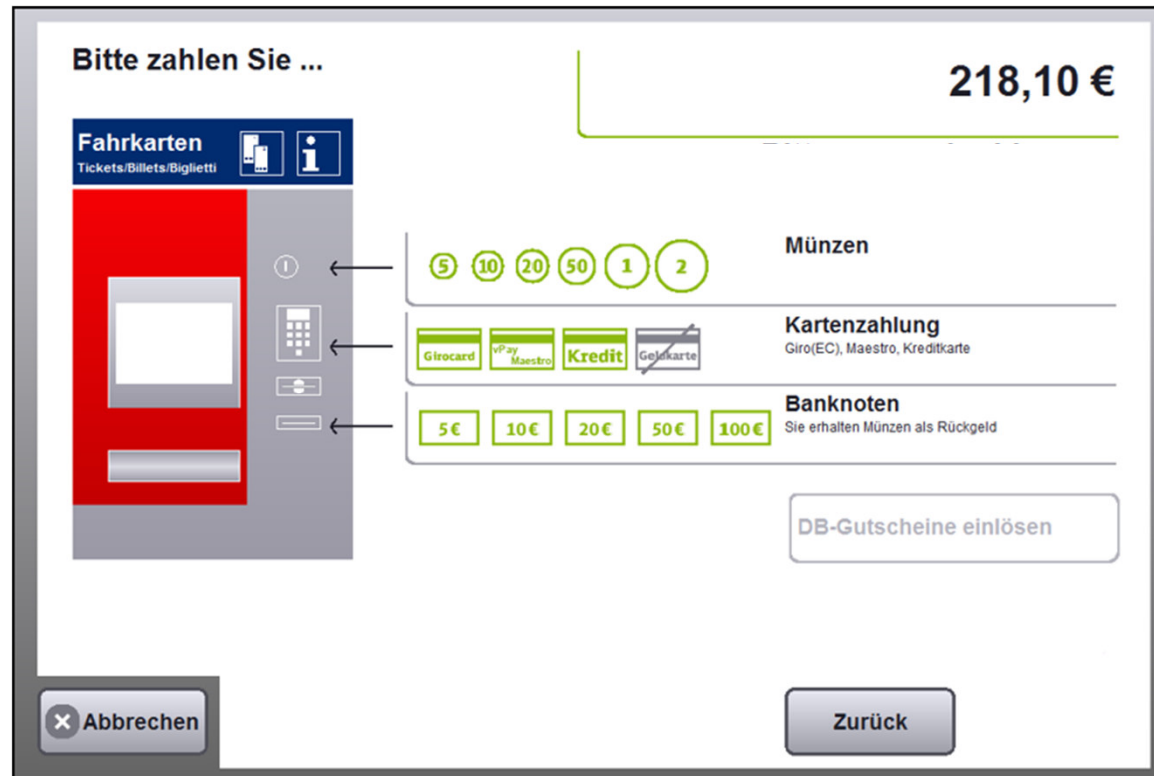 Bitte zahlen Sie ...
218,10 €
Fahrkarten
Tickets/Billets/Biglietti
5 10 20 50 1 2
Münzen
Girocard vPay Maestro Kredit Geldkarte
Kartenzahlung
Giro(EC), Maestro, Kreditkarte
5 € 10 € 20 € 50 € 100 €
Banknoten
Sie erhalten Münzen als Rückgeld
DB-Gutscheine einlösen
Abbrechen
Zurück